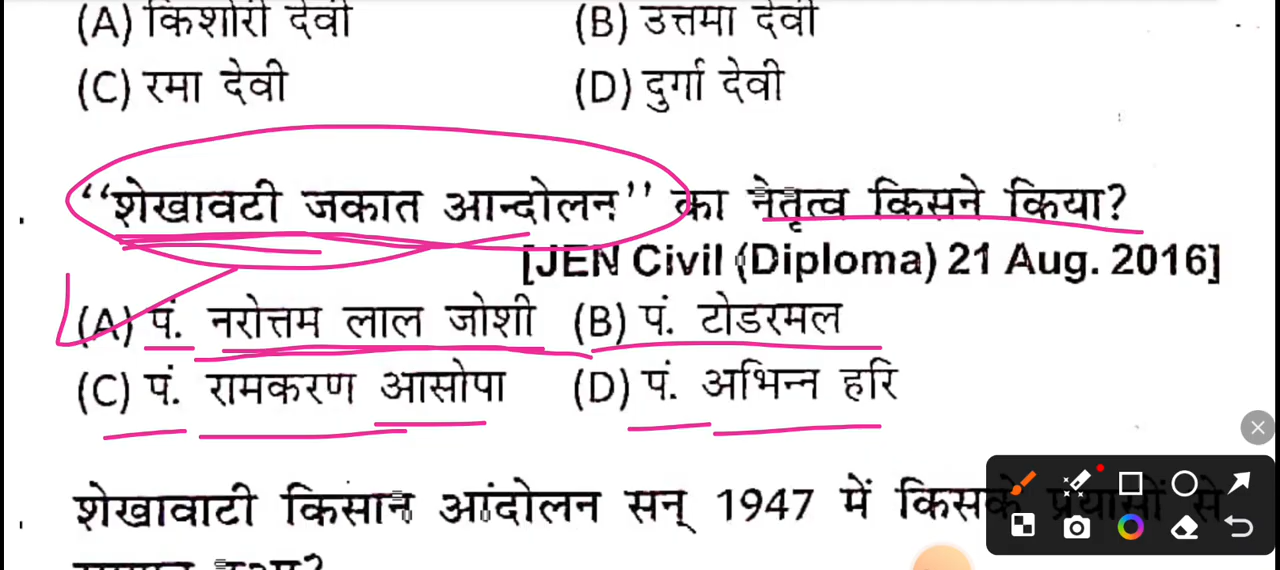 (A) किशोरी देवी (B) उत्तमा देवी
(C) रमा देवी (D) दुर्गा देवी
‘‘शेखावटी जकात आन्दोलन’’ का नेतृत्व किसने किया?
[JEN Civil (Diploma) 21 Aug. 2016]
(A) पं. नरोत्तम लाल जोशी (B) पं. टोडरमल
(C) पं. रामकरण आसोपा (D) पं. अभिन्न हरि
शेखावाटी किसान आंदोलन सन् 1947 में किसके प्रयासों से